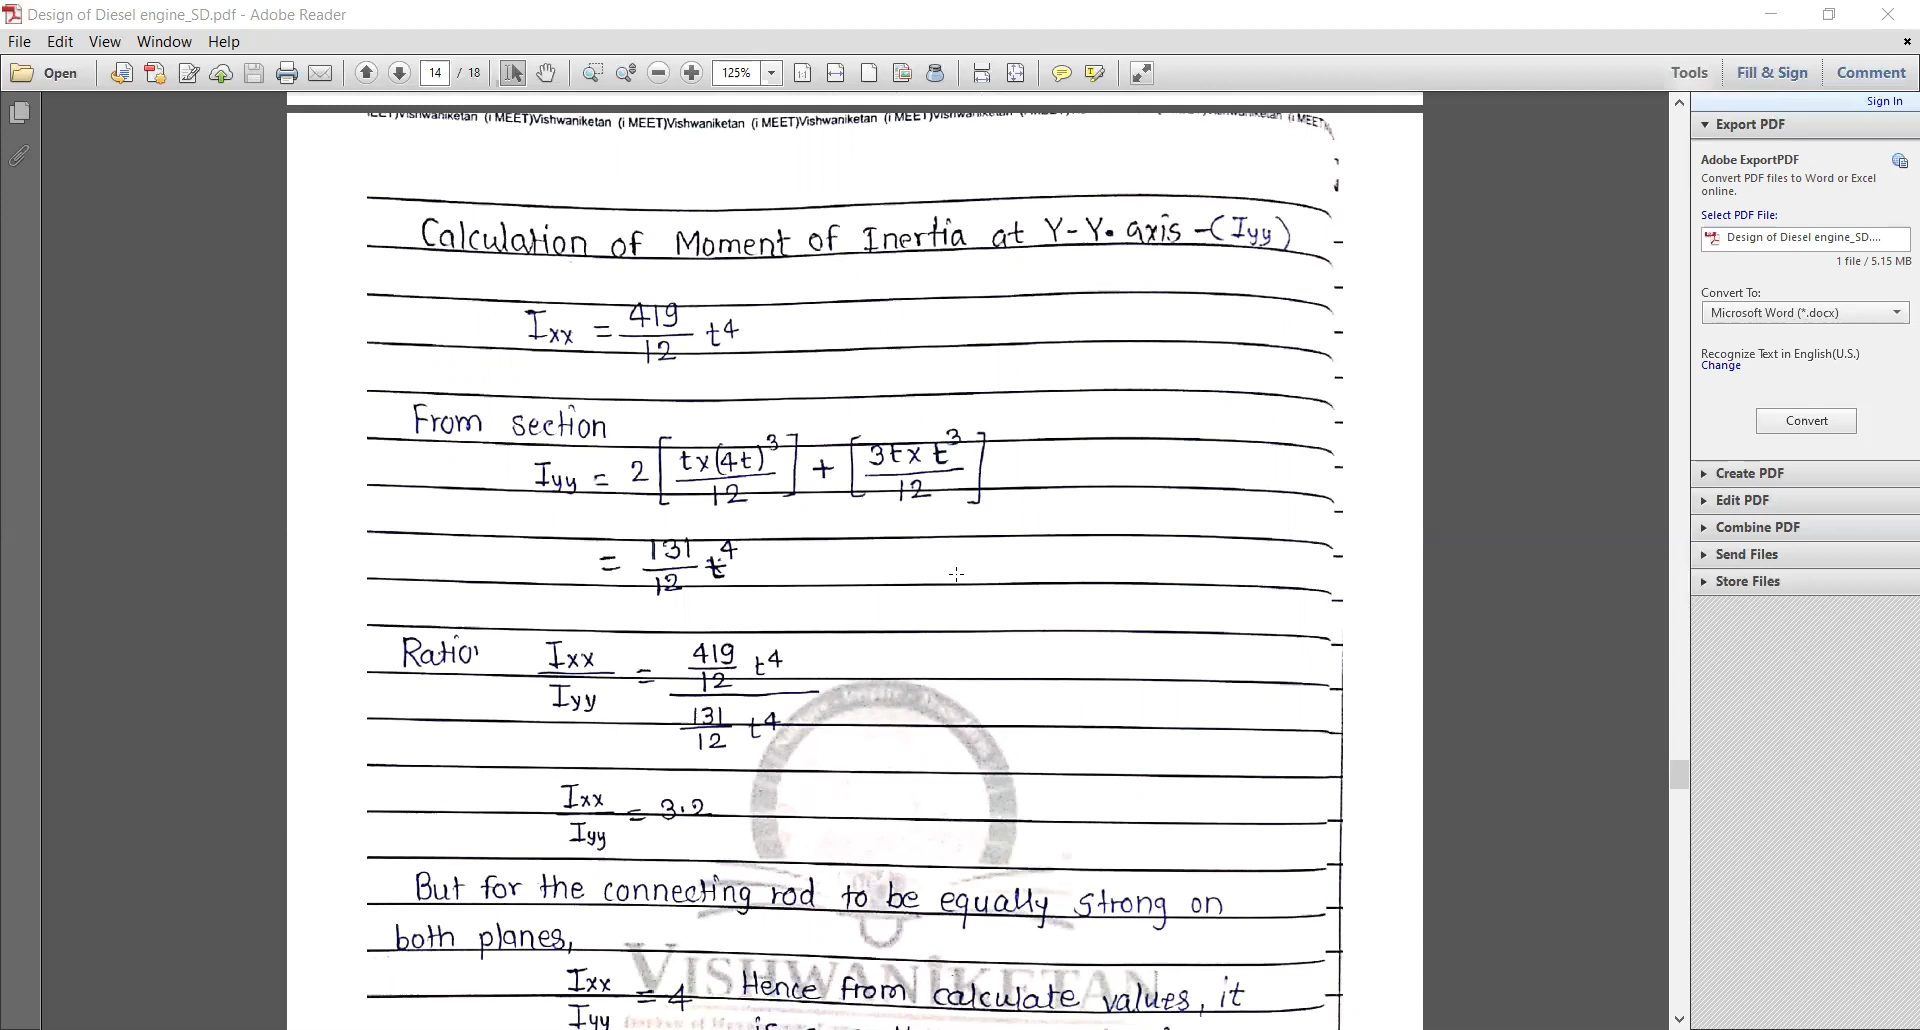 Design of Diesel engine_SD.pdf - Adobe Reader
File Edit View Window Help
Open 14 / 18 125% Tools Fill & Sign Comment
Sign In
(i MEET)Vishwaniketan (i MEET)Vishwaniketan (i MEET)Vishwaniketan
Calculation of Moment of Inertia at Y-Y. axis -(Iyy)
Ixx = 419/12 t4
From section
Iyy = 2 [tx(4t)3/12] + [3tx t3/12]
= 131/12 t4
Ratio Ixx/Iyy = 419/12 t4 / 131/12 t4
Ixx/Iyy = 3.2
But for the connecting rod to be equally strong on
both planes,
Ixx/Iyy = 4 Hence from calculate values, it
VISHWANIKETAN
Export PDF
Adobe ExportPDF
Convert PDF files to Word or Excel
online.
Select PDF File:
Design of Diesel engine_SD....
1 file / 5.15 MB
Convert To:
Microsoft Word (*.docx)
Recognize Text in English(U.S.)
Change
Convert
Create PDF
Edit PDF
Combine PDF
Send Files
Store Files